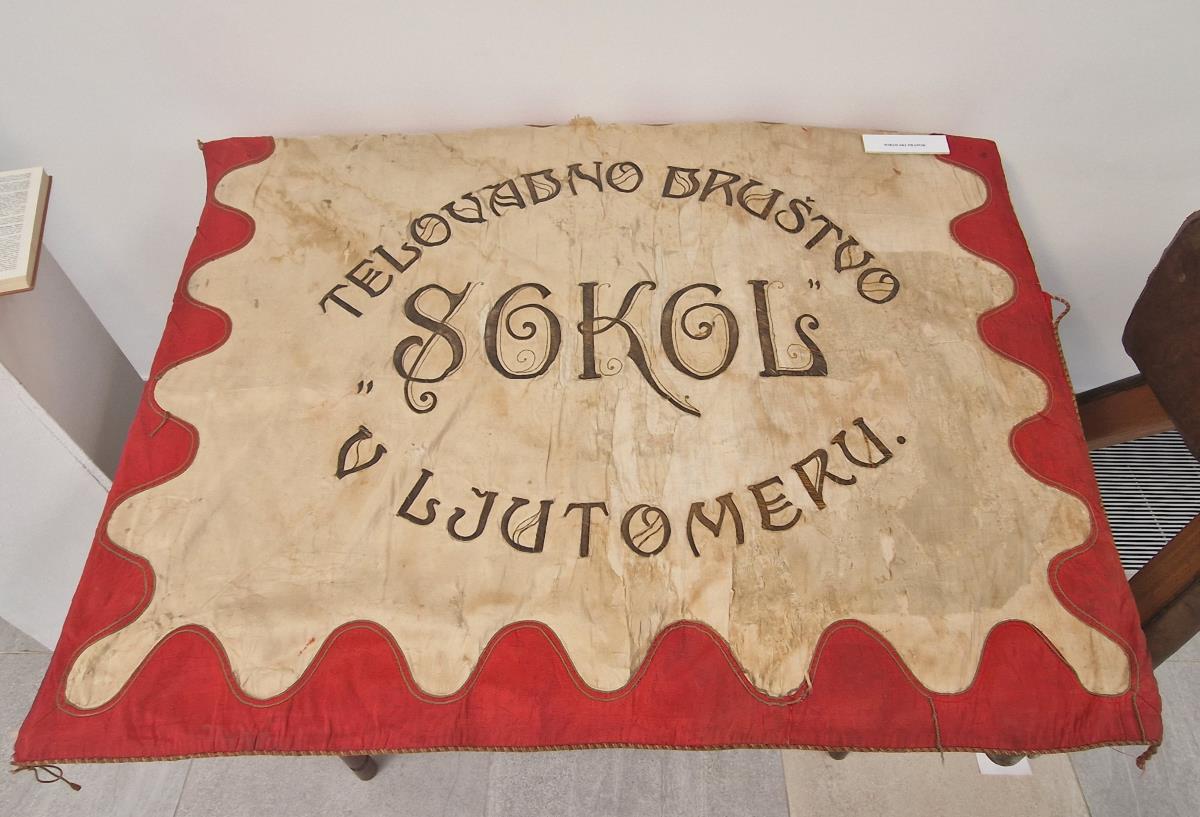 TELOVADNO DRUŠTVO
"SOKOL"
V LJUTOMERU.